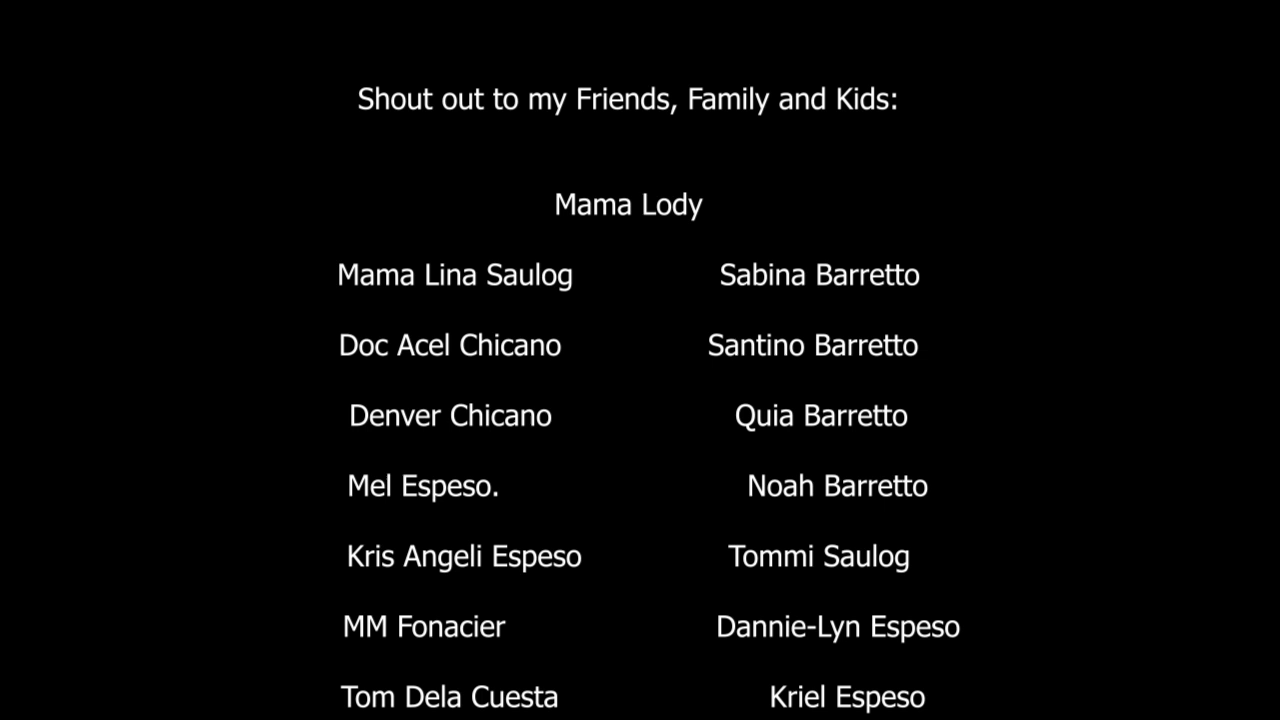 Shout out to my Friends, Family and Kids:
Mama Lody
Mama Lina Saulog Sabina Barretto
Doc Acel Chicano Santino Barretto
Denver Chicano Quia Barretto
Mel Espeso. Noah Barretto
Kris Angeli Espeso Tommi Saulog
MM Fonacier Dannie-Lyn Espeso
Tom Dela Cuesta Kriel Espeso